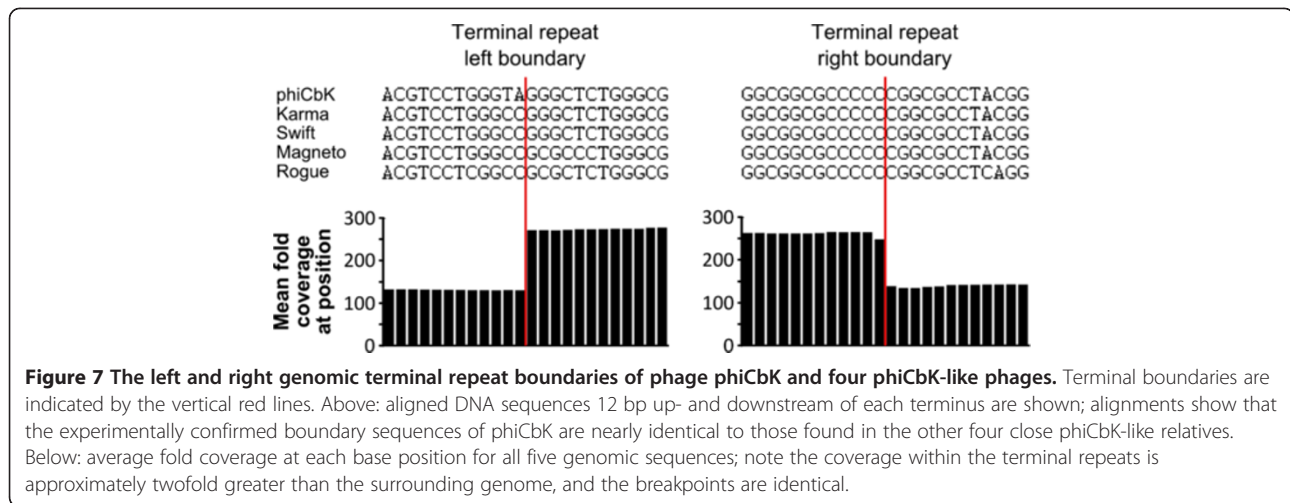 Terminal repeat
left boundary
Terminal repeat
right boundary
phiCbK ACGTCCTGGGTAGGGCTCTGGGCG GGCGGCGCCCCCCGGCGCCTACGG
Karma ACGTCCTGGGCCGGGCTCTGGGCG GGCGGCGCCCCCCGGCGCCTACGG
Swift ACGTCCTGGGCCGGGCTCTGGGCG GGCGGCGCCCCCCGGCGCCTACGG
Magneto ACGTCCTGGGCCGCGCCCTGGGCG GGCGGCGCCCCCCGGCGCCTACGG
Rogue ACGTCCTCGGCCGCGCTCTGGGCG GGCGGCGCCCCCCGGCGCCTCAGG
Mean fold
coverage
at position
300
200
100
0
300
200
100
0
Figure 7 The left and right genomic terminal repeat boundaries of phage phiCbK and four phiCbK-like phages. Terminal boundaries are
indicated by the vertical red lines. Above: aligned DNA sequences 12 bp up- and downstream of each terminus are shown; alignments show that
the experimentally confirmed boundary sequences of phiCbK are nearly identical to those found in the other four close phiCbK-like relatives.
Below: average fold coverage at each base position for all five genomic sequences; note the coverage within the terminal repeats is
approximately twofold greater than the surrounding genome, and the breakpoints are identical.